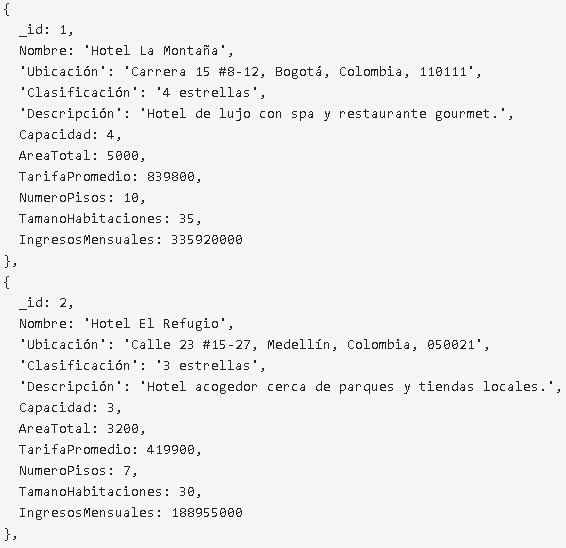 {
_id: 1,
Nombre: 'Hotel La Montaña',
'Ubicación': 'Carrera 15 #8-12, Bogotá, Colombia, 110111',
'Clasificación': '4 estrellas',
'Descripción': 'Hotel de lujo con spa y restaurante gourmet.',
Capacidad: 4,
AreaTotal: 5000,
TarifaPromedio: 839800,
NumeroPisos: 10,
TamanoHabitaciones: 35,
IngresosMensuales: 335920000
},
{
_id: 2,
Nombre: 'Hotel El Refugio',
'Ubicación': 'Calle 23 #15-27, Medellín, Colombia, 050021',
'Clasificación': '3 estrellas',
'Descripción': 'Hotel acogedor cerca de parques y tiendas locales.',
Capacidad: 3,
AreaTotal: 3200,
TarifaPromedio: 419900,
NumeroPisos: 7,
TamanoHabitaciones: 30,
IngresosMensuales: 188955000
},